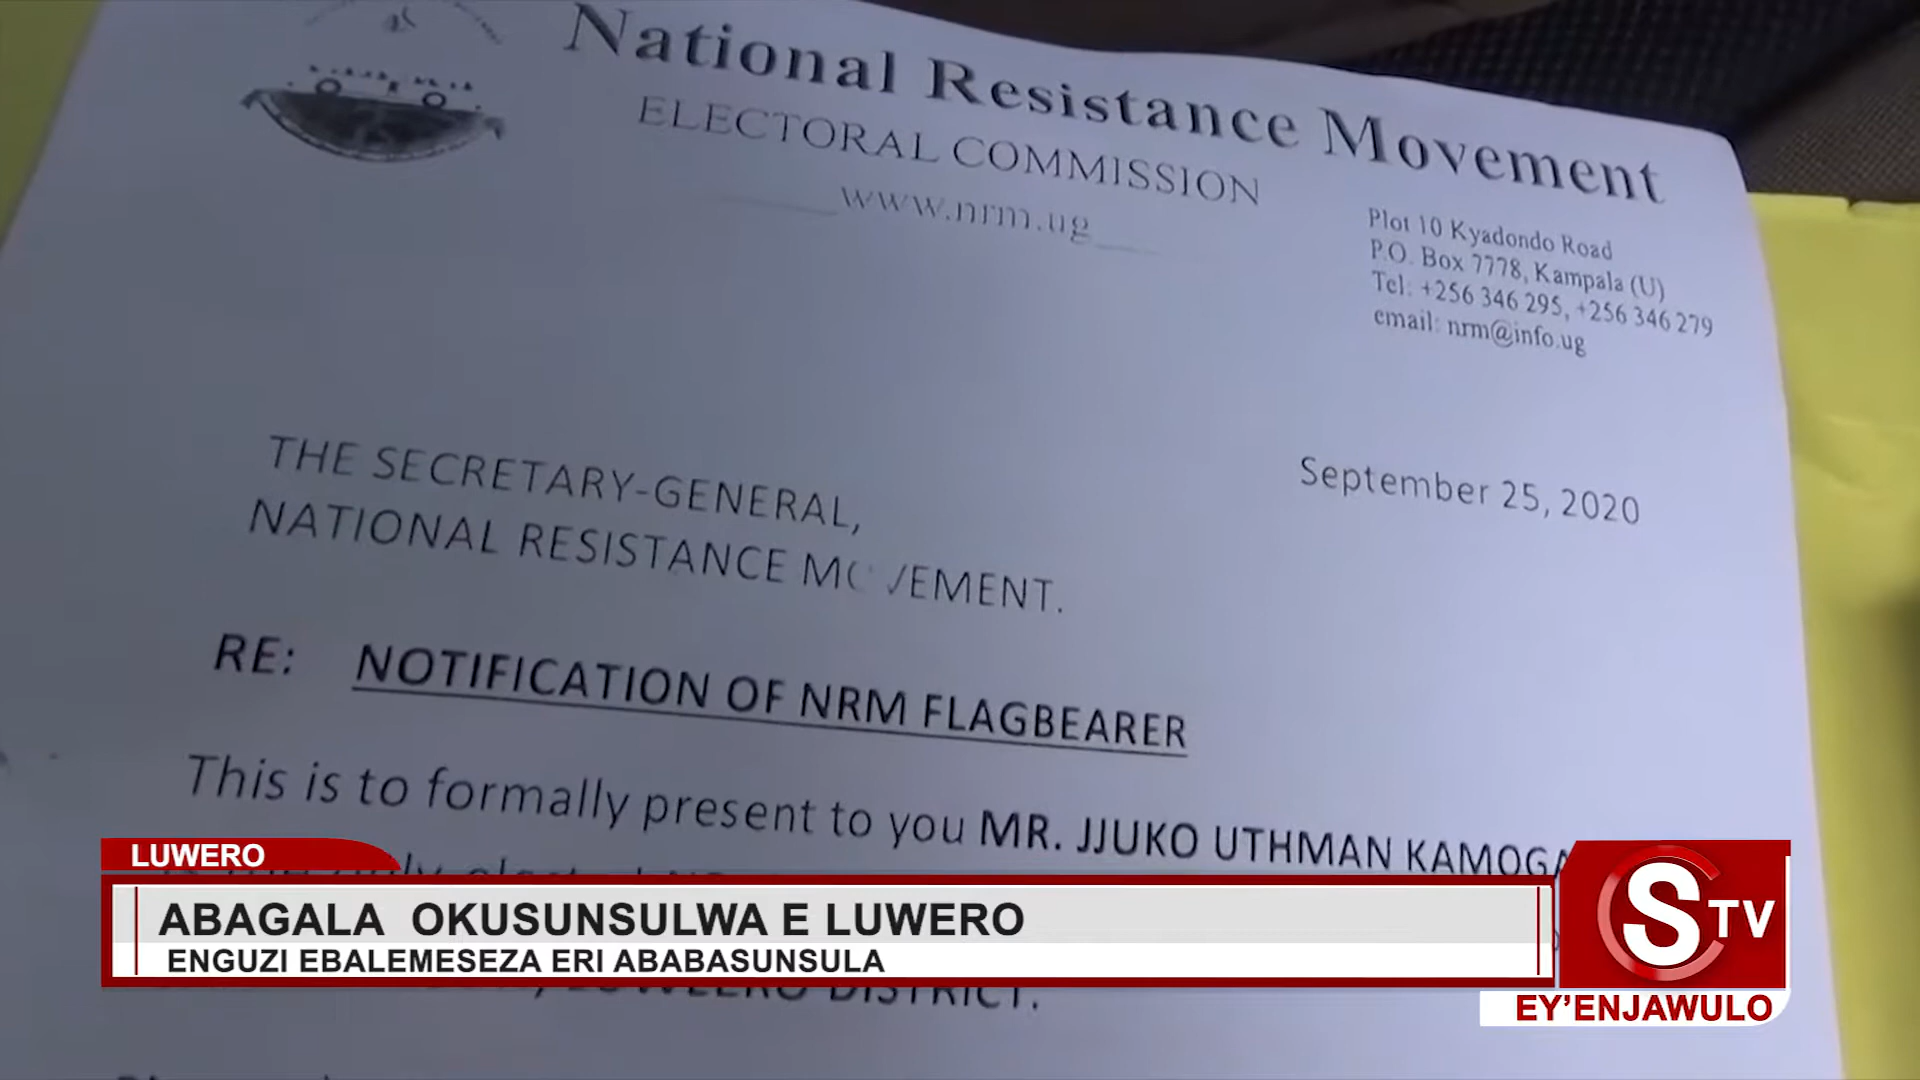 National Resistance Movement
ELECTORAL COMMISSION
www.nrm.ug
Plot 10 Kyadondo Road
P.O. Box 7778, Kampala (U)
Tel: +256 346 295, +256 346 279
email: nrm@info.ug
September 25, 2020
THE SECRETARY-GENERAL,
NATIONAL RESISTANCE MOVEMENT.
RE: NOTIFICATION OF NRM FLAGBEARER
This is to formally present to you MR. JJUKO UTHMAN KAMOGA
LUWERO
ABAGALA OKUSUNSULWA E LUWERO
ENGUZI EBALEMESEZA ERI ABABASUNSULA
STV
EY'ENJAWULO
DISTRICT.